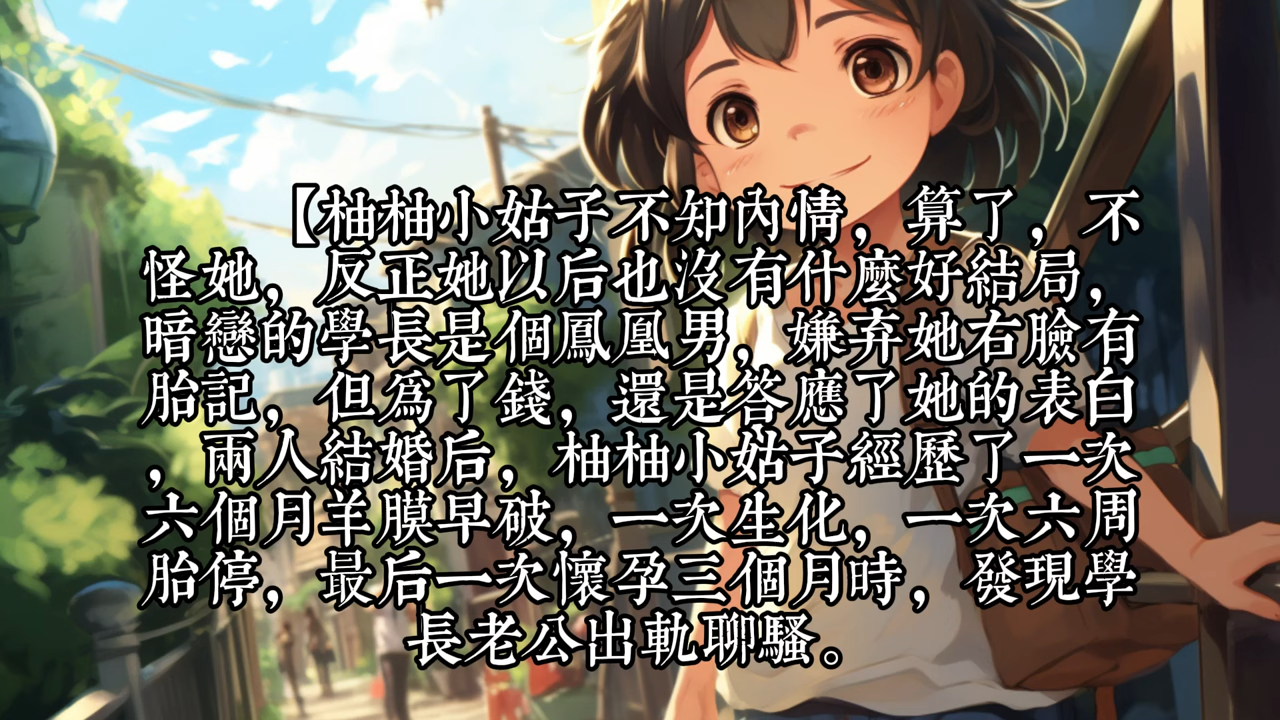 【柚柚小姑子不知內情，算了，不
怪她，反正她以后也沒有什麼好結局，
暗戀的學長是個鳳凰男，嫌弃她右臉有
胎記，但爲了錢，還是答應了她的表白
，兩人結婚后，柚柚小姑子經歷了一次
六個月羊膜早破，一次生化，一次六周
胎停，最后一次懷孕三個月時，發現學
長老公出軌聊騷。